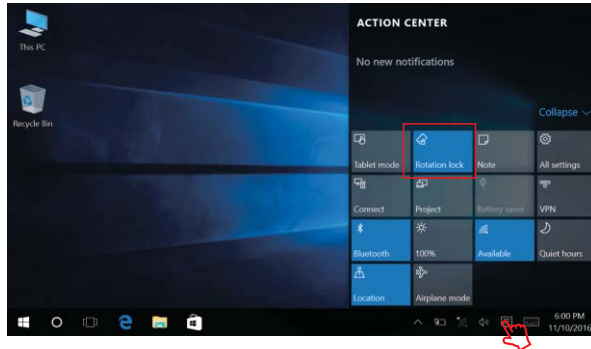 This PC
Recycle Bin
ACTION CENTER
No new notifications
Collapse
Tablet mode
Rotation lock
Note
All settings
Connect
Project
Battery saver
VPN
Bluetooth
100%
Available
Quiet hours
Location
Airplane mode
6:00 PM
11/10/2016